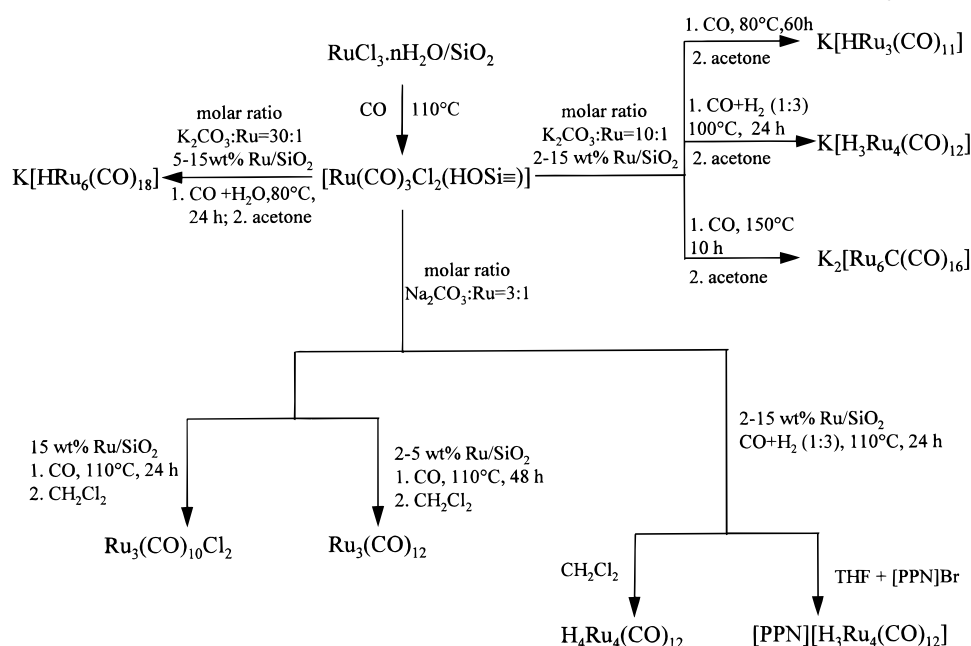 RuCl₃.nH₂O/SiO₂
CO 110°C
molar ratio
K₂CO₃:Ru=30:1
5-15wt% Ru/SiO₂
K[HRu₆(CO)₁₈]
1. CO +H₂O,80°C,
24 h; 2. acetone
[Ru(CO)₃Cl₂(HOSi≡)]
molar ratio
K₂CO₃:Ru=10:1
2-15 wt% Ru/SiO₂
1. CO, 80°C,60h
2. acetone
K[HRu₃(CO)₁₁]
1. CO+H₂ (1:3)
100°C, 24 h
2. acetone
K[H₃Ru₄(CO)₁₂]
1. CO, 150°C
10 h
2. acetone
K₂[Ru₆C(CO)₁₆]
molar ratio
Na₂CO₃:Ru=3:1
15 wt% Ru/SiO₂
1. CO, 110°C, 24 h
2. CH₂Cl₂
Ru₃(CO)₁₀Cl₂
2-5 wt% Ru/SiO₂
1. CO, 110°C, 48 h
2. CH₂Cl₂
Ru₃(CO)₁₂
2-15 wt% Ru/SiO₂
CO+H₂ (1:3), 110°C, 24 h
CH₂Cl₂
H₄Ru₄(CO)₁₂
THF + [PPN]Br
[PPN][H₃Ru₄(CO)₁₂]